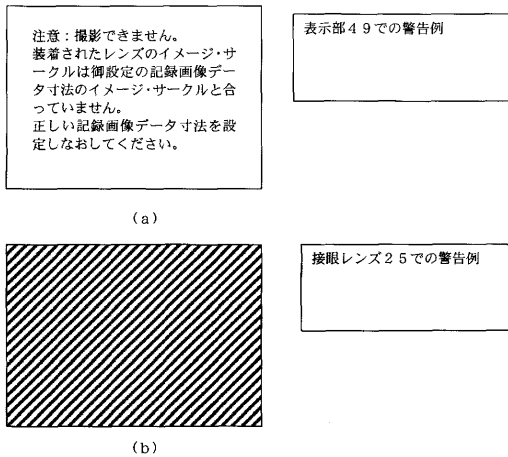 注意：撮影できません。
装着されたレンズのイメージ・サ
ークルは御設定の記録画像デー
タ寸法のイメージ・サークルと合
っていません。
正しい記録画像データ寸法を設
定しなおしてください。
表示部４９での警告例
(a)
接眼レンズ２５での警告例
(b)